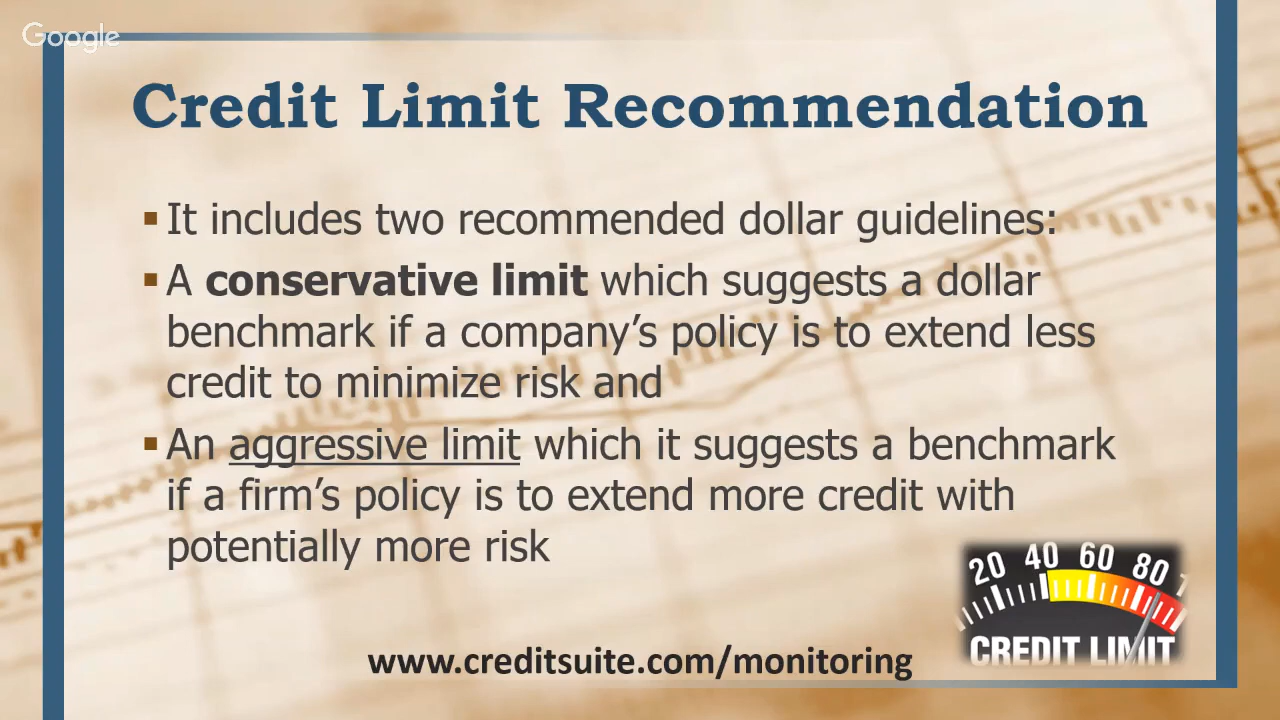 Google
Credit Limit Recommendation
▪ It includes two recommended dollar guidelines:
▪ A conservative limit which suggests a dollar
benchmark if a company’s policy is to extend less
credit to minimize risk and
▪ An aggressive limit which it suggests a benchmark
if a firm’s policy is to extend more credit with
potentially more risk
20 40 60 80
CREDIT LIMIT
www.creditsuite.com/monitoring